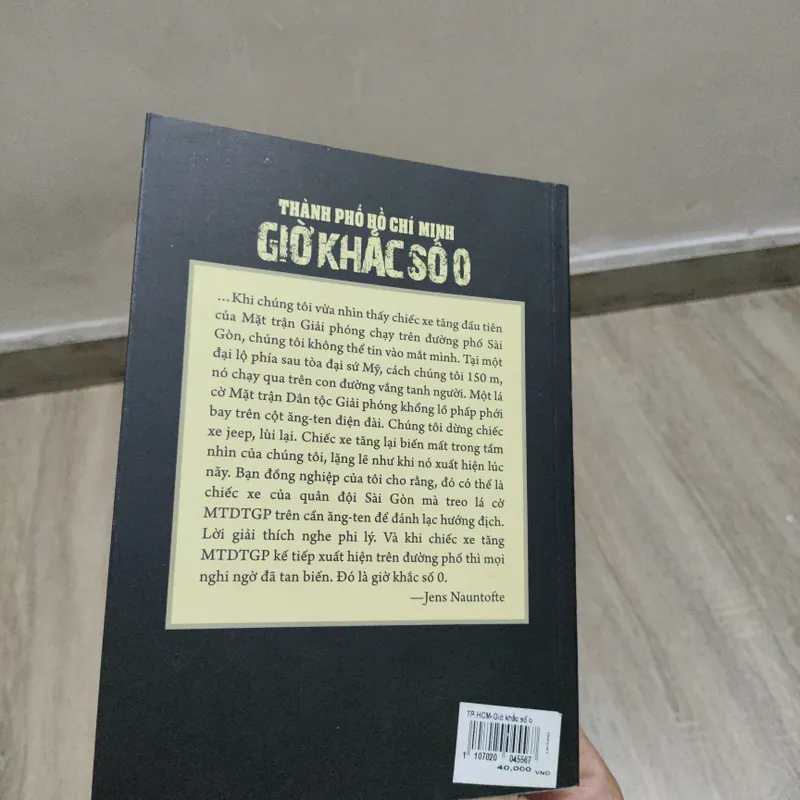 THÀNH PHỐ HỒ CHÍ MINH
GIỜ KHẮC SỐ 0
...Khi chúng tôi vừa nhìn thấy chiếc xe tăng đầu tiên
của Mặt trận Giải phóng chạy trên đường phố Sài
Gòn, chúng tôi không thể tin vào mắt mình. Tại một
đại lộ phía sau tòa đại sứ Mỹ, cách chúng tôi 150 m,
nó chạy qua trên con đường vắng tanh người. Một lá
cờ Mặt trận Dân tộc Giải phóng khổng lồ phấp phới
bay trên cột ăng-ten điện đài. Chúng tôi dừng chiếc
xe jeep, lùi lại. Chiếc xe tăng lại biến mất trong tầm
nhìn của chúng tôi, lặng lẽ như khi nó xuất hiện lúc
nãy. Bạn đồng nghiệp của tôi cho rằng, đó có thể là
chiếc xe của quân đội Sài Gòn mà treo lá cờ
MTDTGP trên cần ăng-ten để đánh lạc hướng địch.
Lời giải thích nghe phi lý. Và khi chiếc xe tăng
MTDTGP kế tiếp xuất hiện trên đường phố thì mọi
nghi ngờ đã tan biến. Đó là giờ khắc số 0.
—Jens Nauntofte
TP.HCM-Giờ khắc số 0
1 107020 045567
40,000 VND